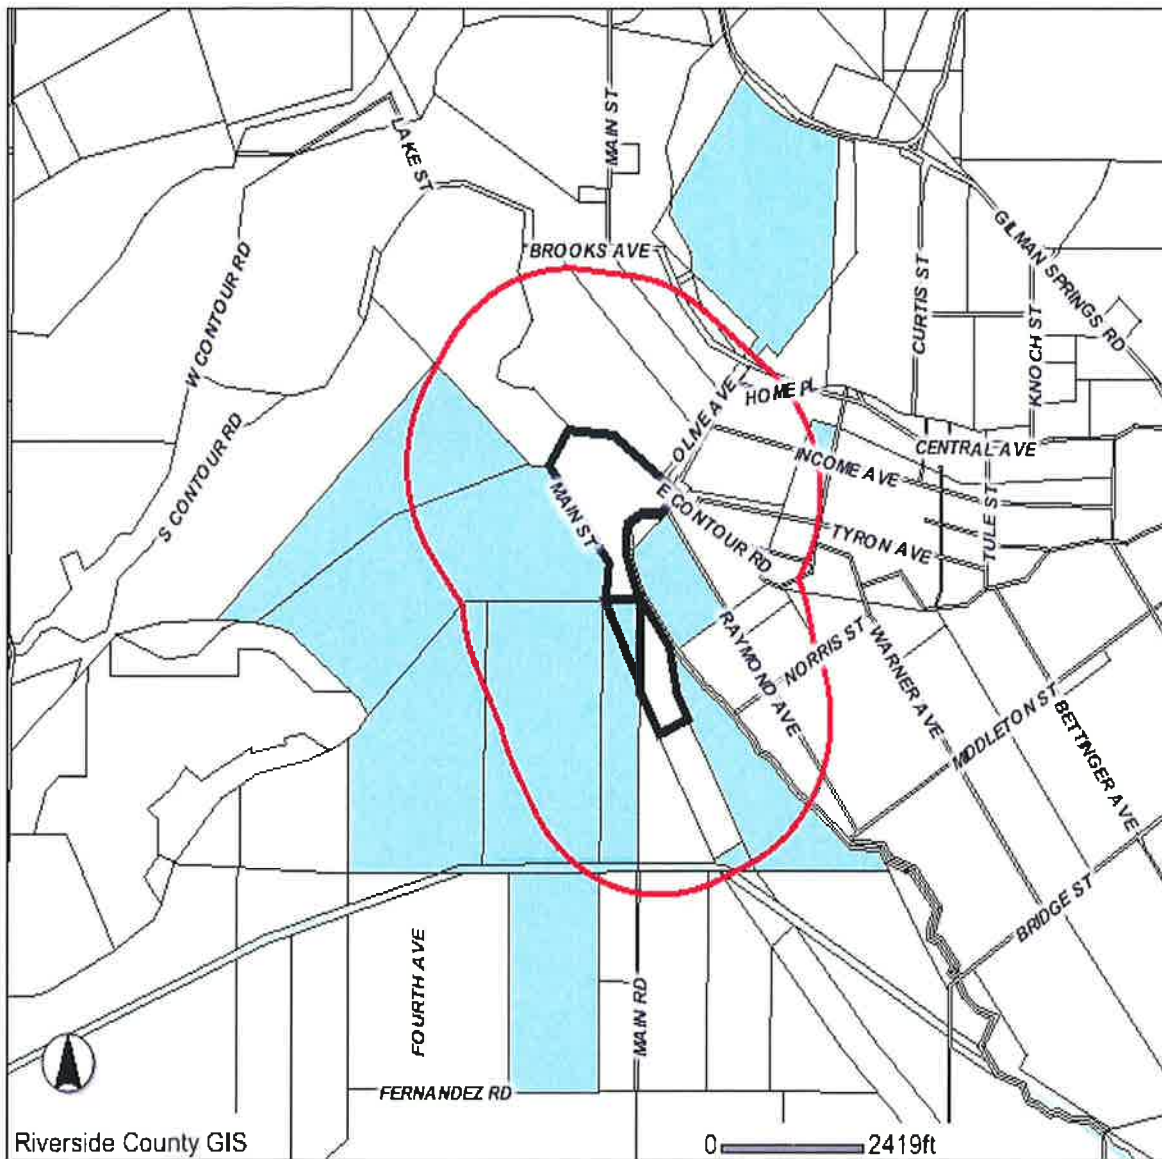 MAIN ST
LAKE ST
BROOKS AVE
W CONTOUR RD
GILMAN SPRINGS RD
CURTIS ST
KNOCH ST
S CONTOUR RD
OLIVE AVE
HOME PL
CENTRAL AVE
INCOME AVE
MAIN ST
E CONTOUR RD
TYRON AVE
TULE ST
RAYMOND AVE
NORRIS ST
WARNER AVE
MIDDLETON ST
BETTINGER AVE
BRIDGE ST
FOURTH AVE
MAIN RD
FERNANDEZ RD
Riverside County GIS
0 2419ft